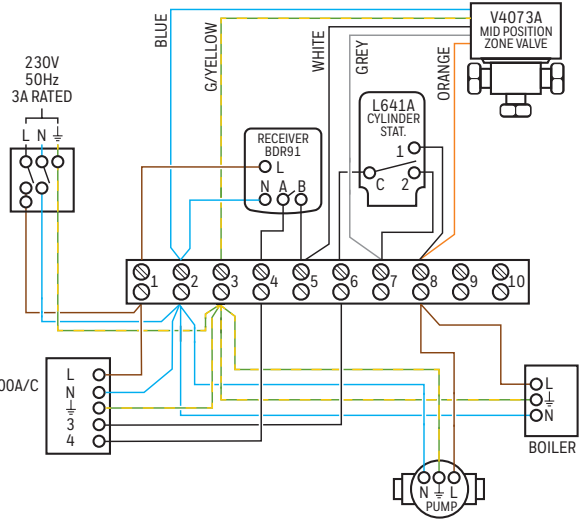 V4073A
MID POSITION
ZONE VALVE
BLUE
G/YELLOW
WHITE
GREY
ORANGE
230V
50Hz
3A RATED
L N
RECEIVER
BDR91
L
N A B
L641A
CYLINDER
STAT.
1
C 2
1 2 3 4 5 6 7 8 9 10
00A/C
L
N
3
4
L
N
BOILER
N L
PUMP